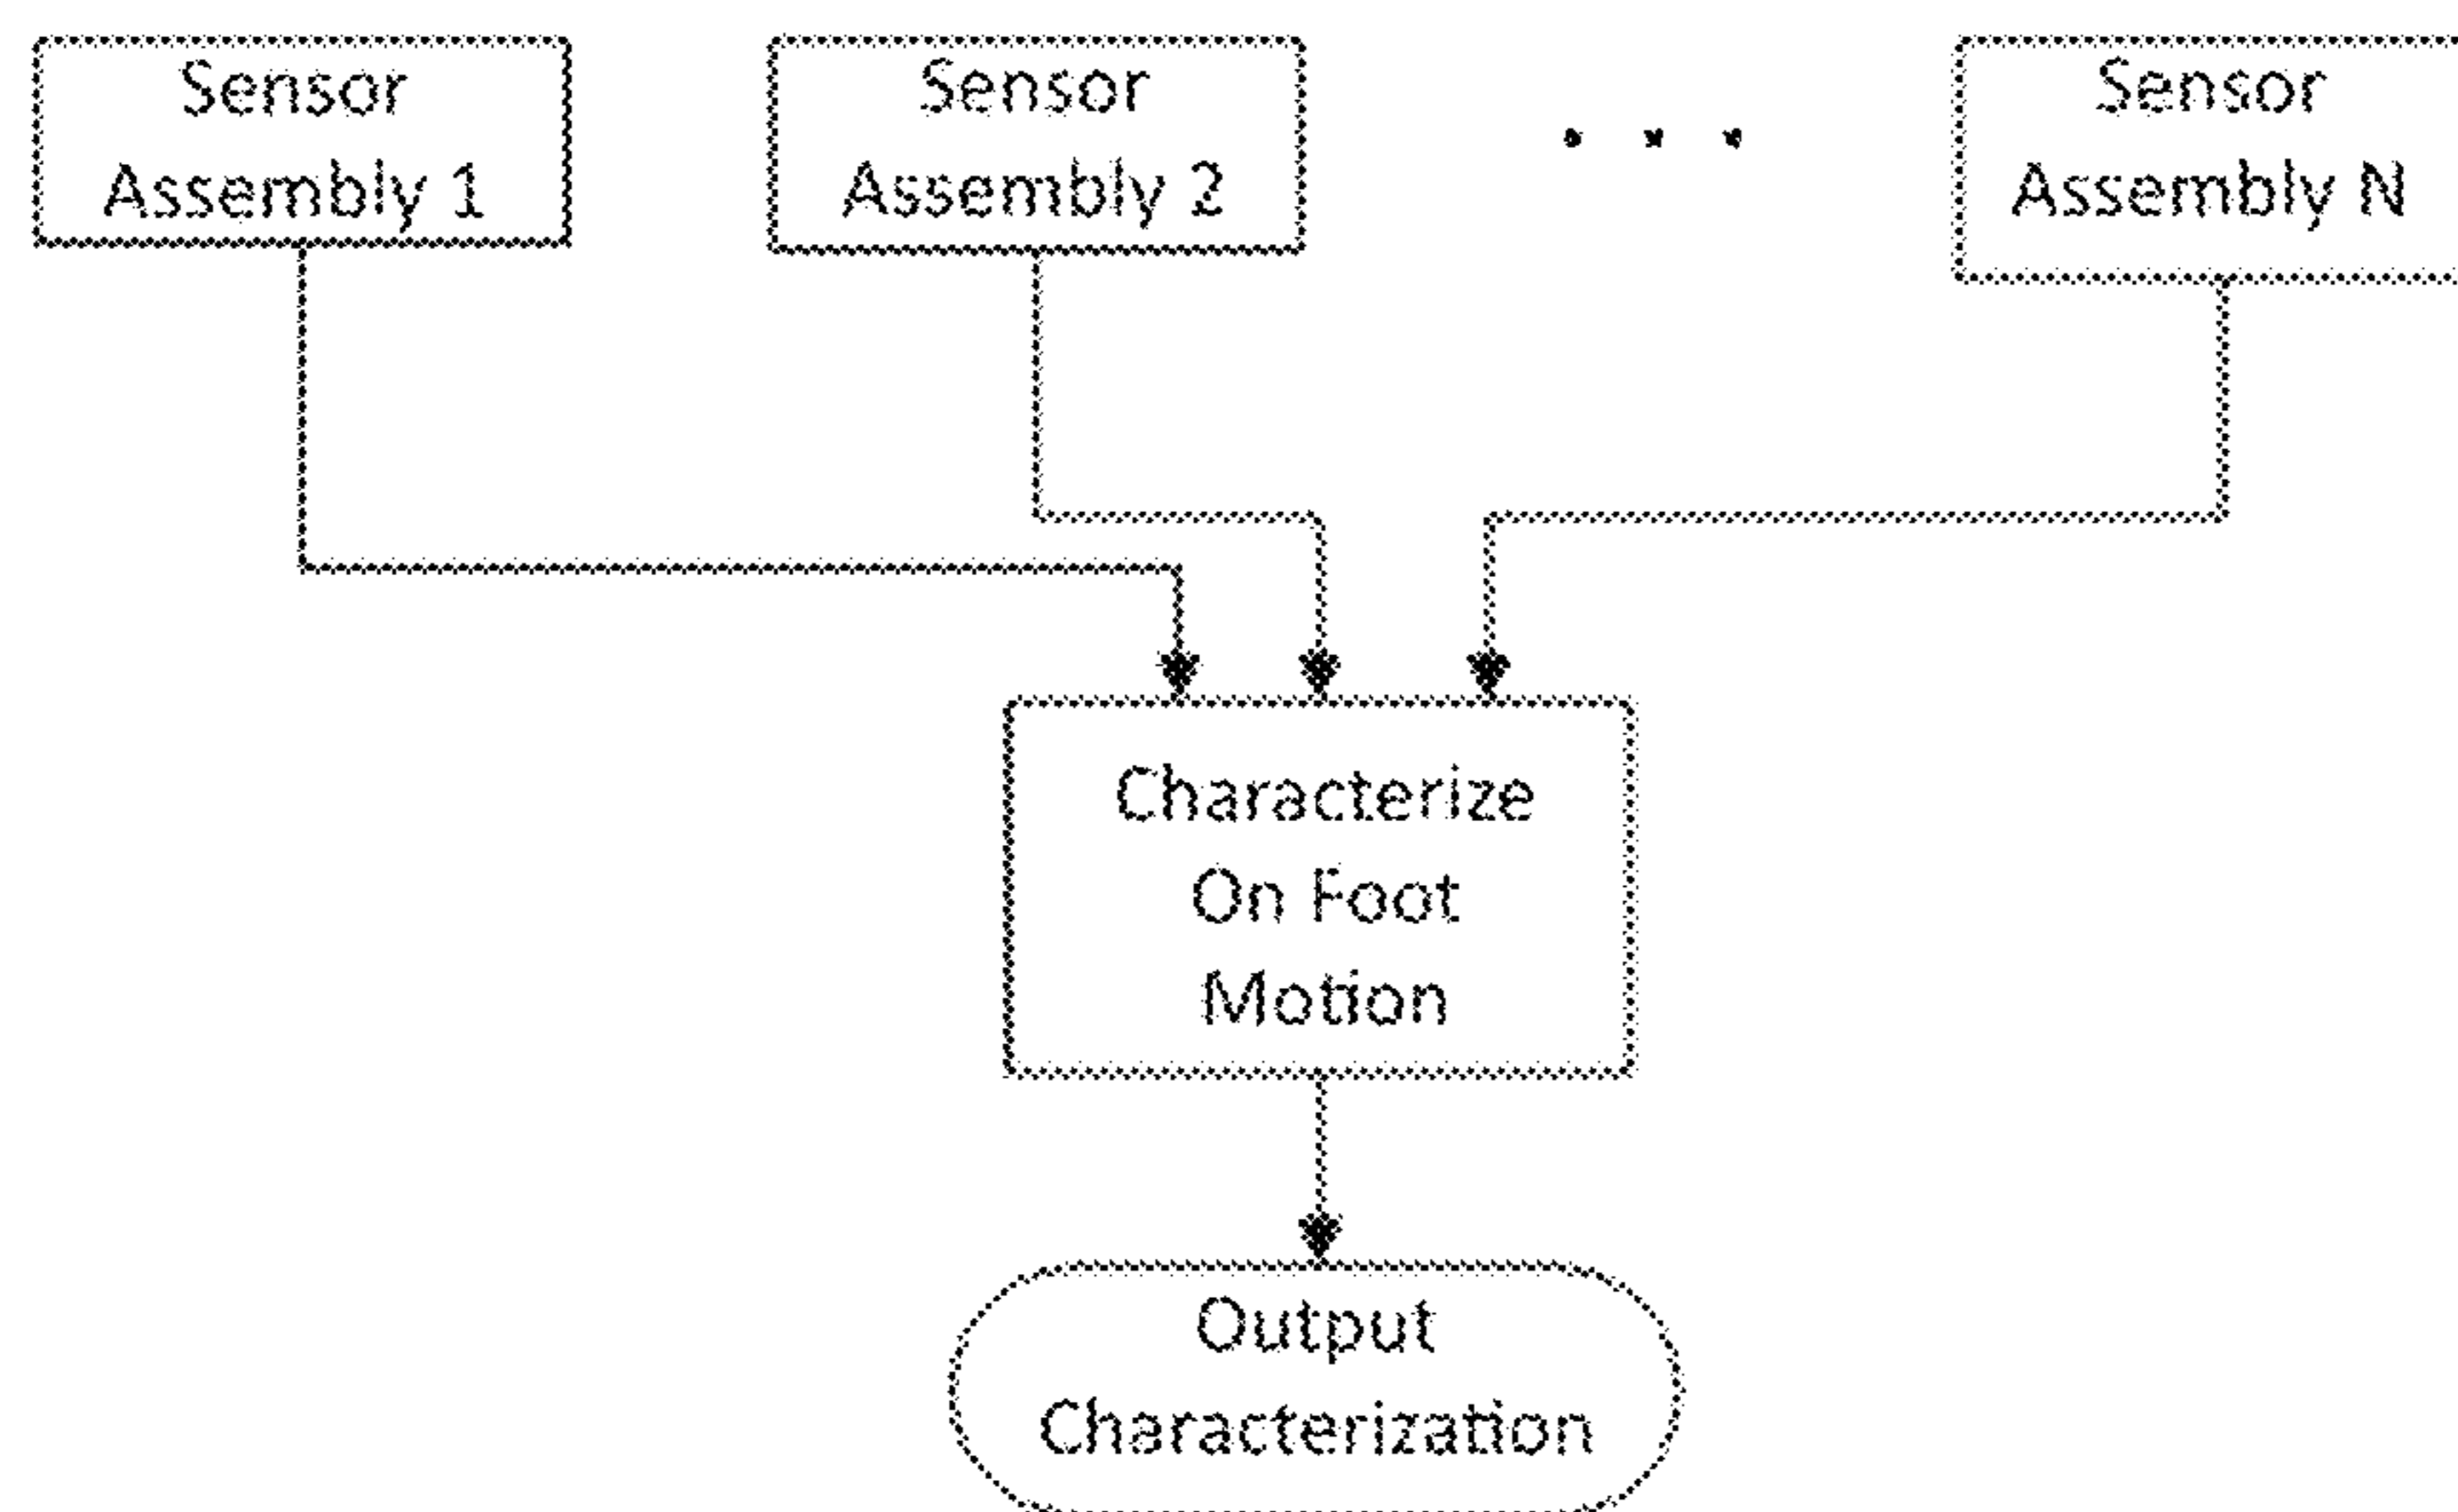 Sensor
Assembly 1
Sensor
Assembly 2
. . .
Sensor
Assembly N
Characterize
On Foot
Motion
Output
Characterization